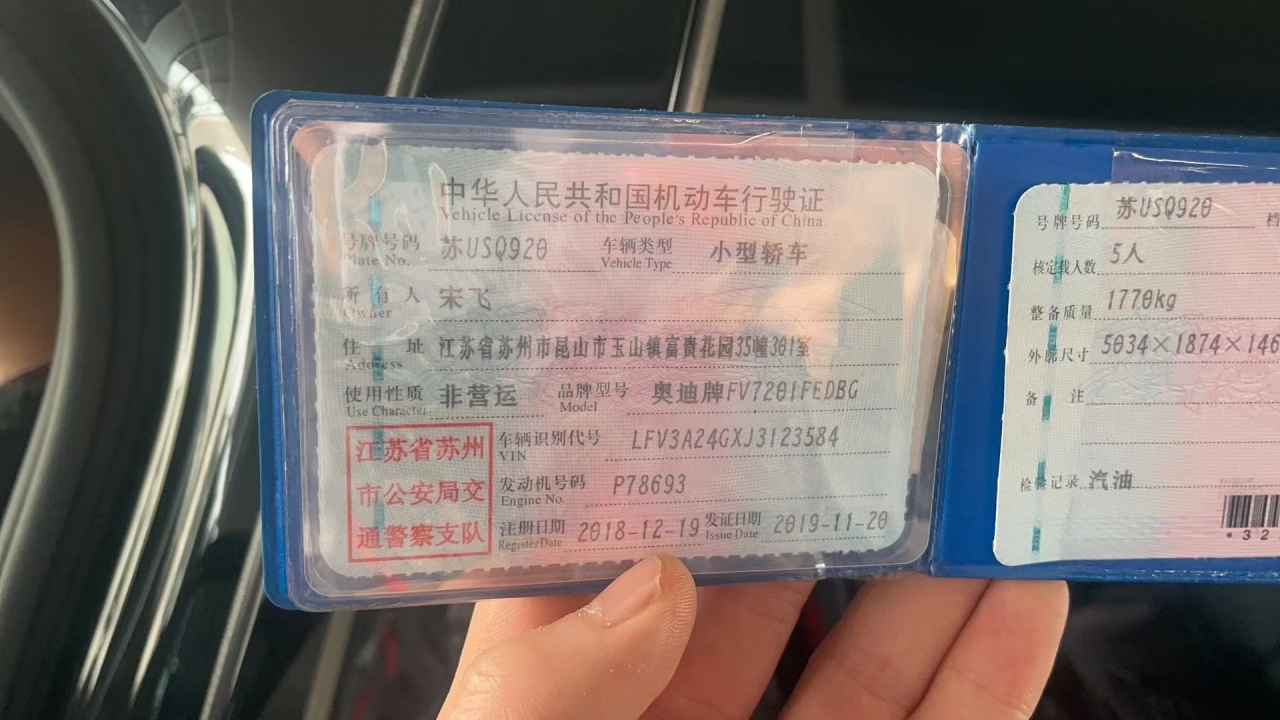 中华人民共和国机动车行驶证
Vehicle License of the People's Republic of China
号牌号码 苏USQ920 车辆类型 小型轿车
Plate No. Vehicle Type
所有人 宋飞
Owner
住址 江苏省苏州市昆山市玉山镇富贵花园35幢301室
Address
使用性质 非营运 品牌型号 奥迪牌FV7201FEDBG
Use Character Model
江苏省苏州
市公安局交
通警察支队
车辆识别代号 LFV3A24GXJ3123584
VIN
发动机号码 P78693
Engine No.
注册日期 2018-12-19 发证日期 2019-11-20
Register Date Issue Date
号牌号码 苏USQ920 档
核定载人数 5人
整备质量 1770kg
外廓尺寸 5034×1874×146
备注
检验记录 汽油
*32